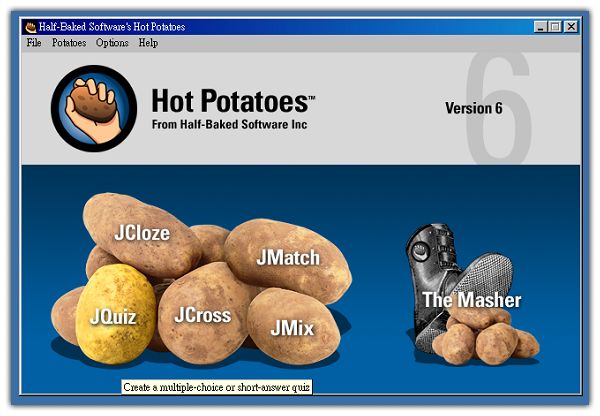 Half-Baked Software's Hot Potatoes
File Potatoes Options Help
Hot Potatoes™
From Half-Baked Software Inc
6
Version 6
JCloze
JMatch
The Masher
JQuiz
JCross
JMix
Create a multiple-choice or short-answer quiz